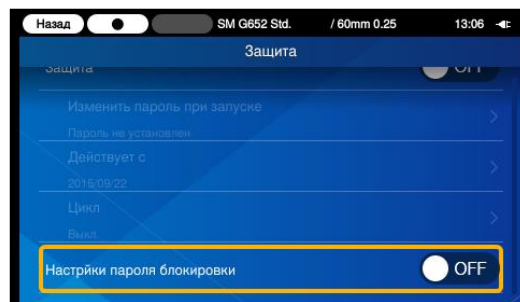 Назад SM G652 Std. / 60mm 0.25 13:06
Защита
Защита OFF
Изменить пароль при запуске
Пароль не установлен
Действует с
2016/09/22
Цикл
Выкл.
Настрйки пароля блокировки OFF